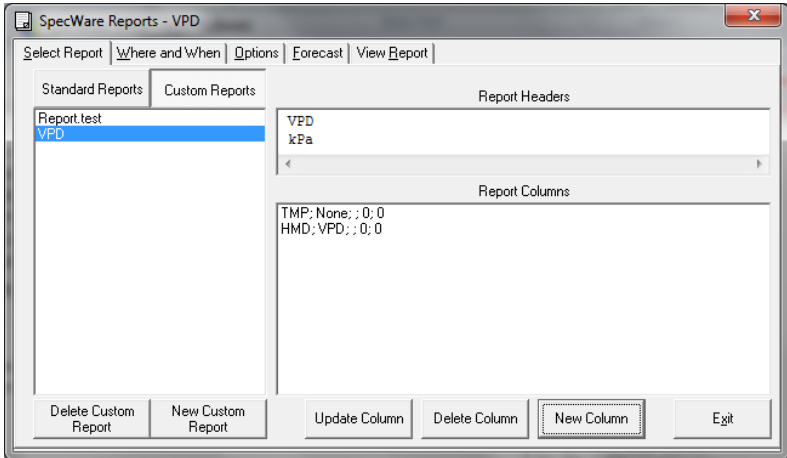 SpecWare Reports - VPD
x
Select Report Where and When Options Forecast View Report
Standard Reports Custom Reports
Report Headers
Report.test
VPD
VPD
kPa
Report Columns
TMP; None; ; 0; 0
HMD; VPD; ; 0; 0
Delete Custom Report
New Custom Report
Update Column
Delete Column
New Column
Exit